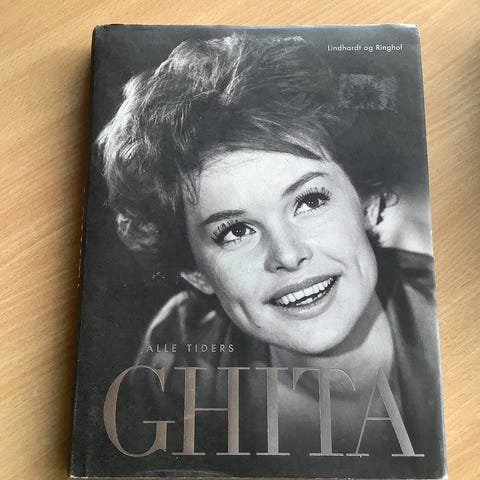 Lindhardt og Ringhof
ALLE TIDERS
GHITA